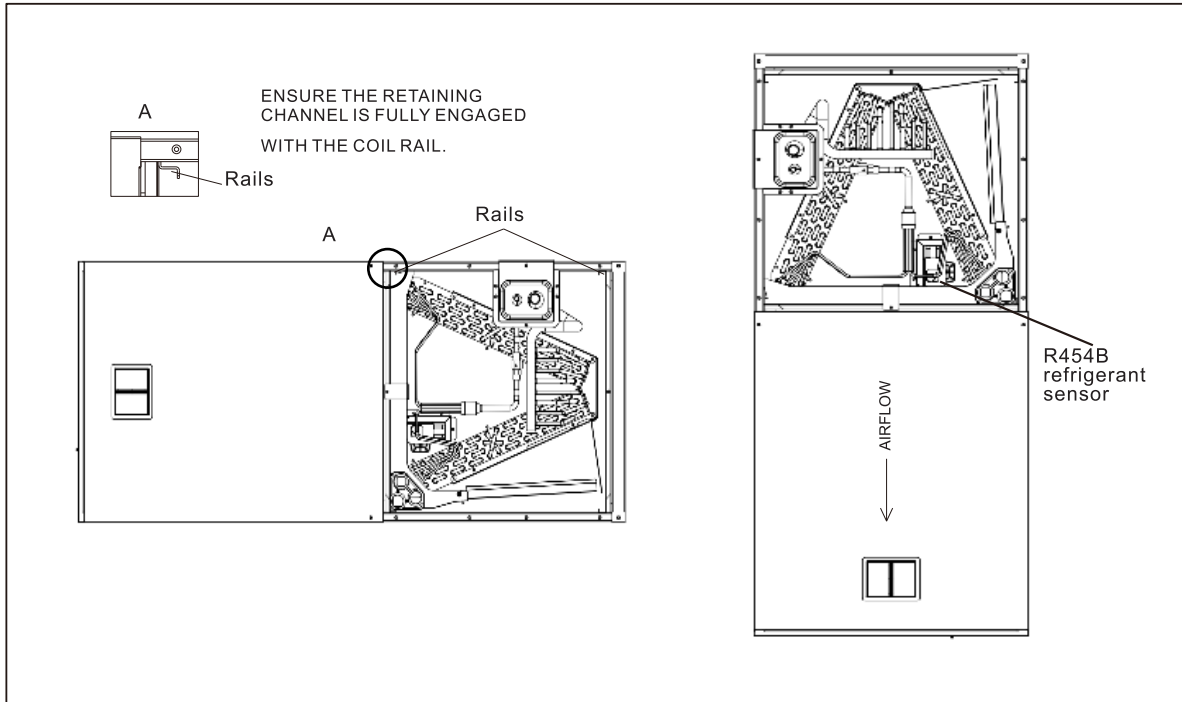 A
ENSURE THE RETAINING
CHANNEL IS FULLY ENGAGED
WITH THE COIL RAIL.
Rails
A
Rails
R454B
refrigerant
sensor
AIRFLOW